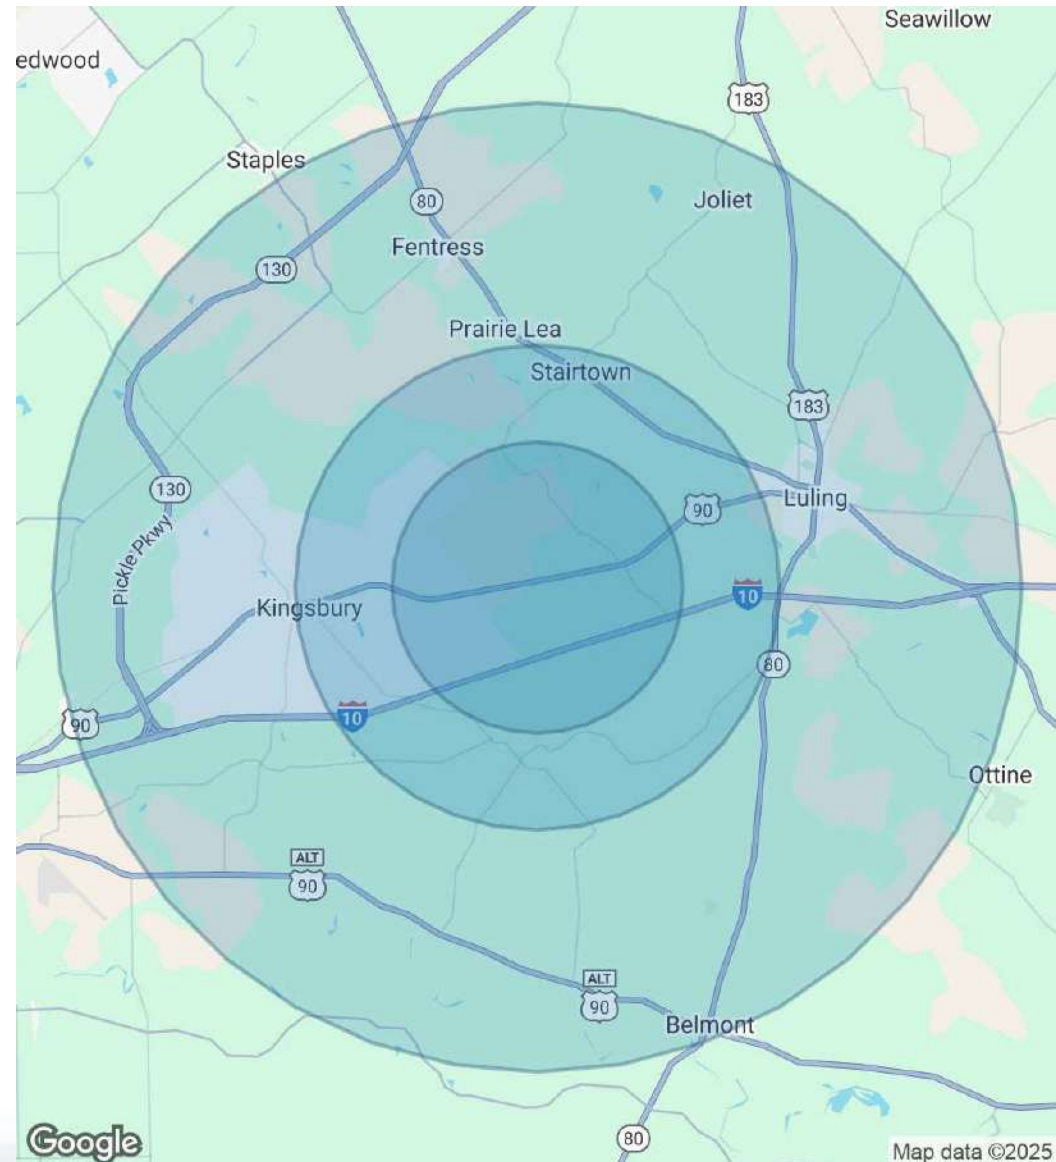 Seawillow
edwood
183
Staples
80
Joliet
Fentress
130
Prairie Lea
Stairtown
183
130
Luling
90
Pickle Pkwy
10
Kingsbury
80
10
90
Ottine
ALT
90
ALT
90
Belmont
80
Google
Map data ©2025